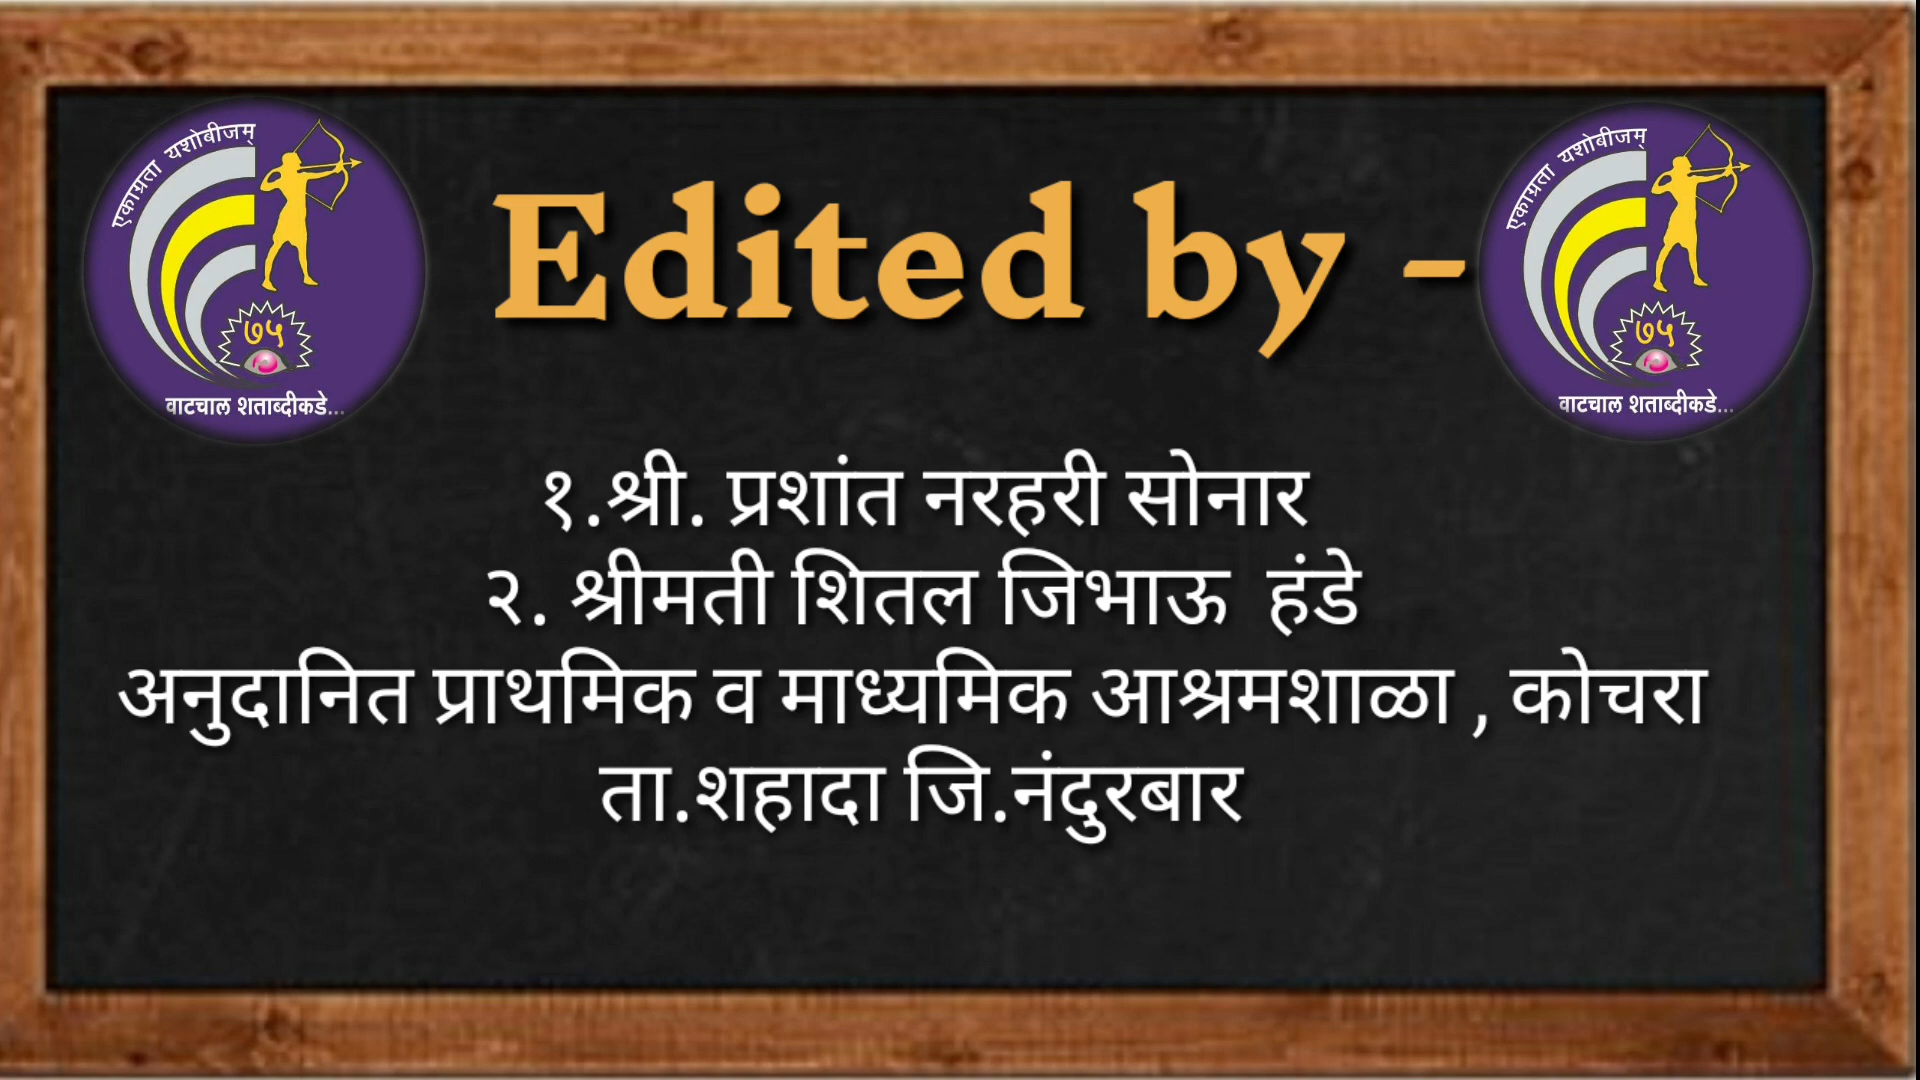 एकाग्रता यशोबीजम्
७५
वाटचाल शताब्दीकडे...
Edited by -
एकाग्रता यशोबीजम्
७५
वाटचाल शताब्दीकडे...
१.श्री. प्रशांत नरहरी सोनार
२. श्रीमती शितल जिभाऊ हंडे
अनुदानित प्राथमिक व माध्यमिक आश्रमशाळा , कोचरा
ता.शहादा जि.नंदुरबार